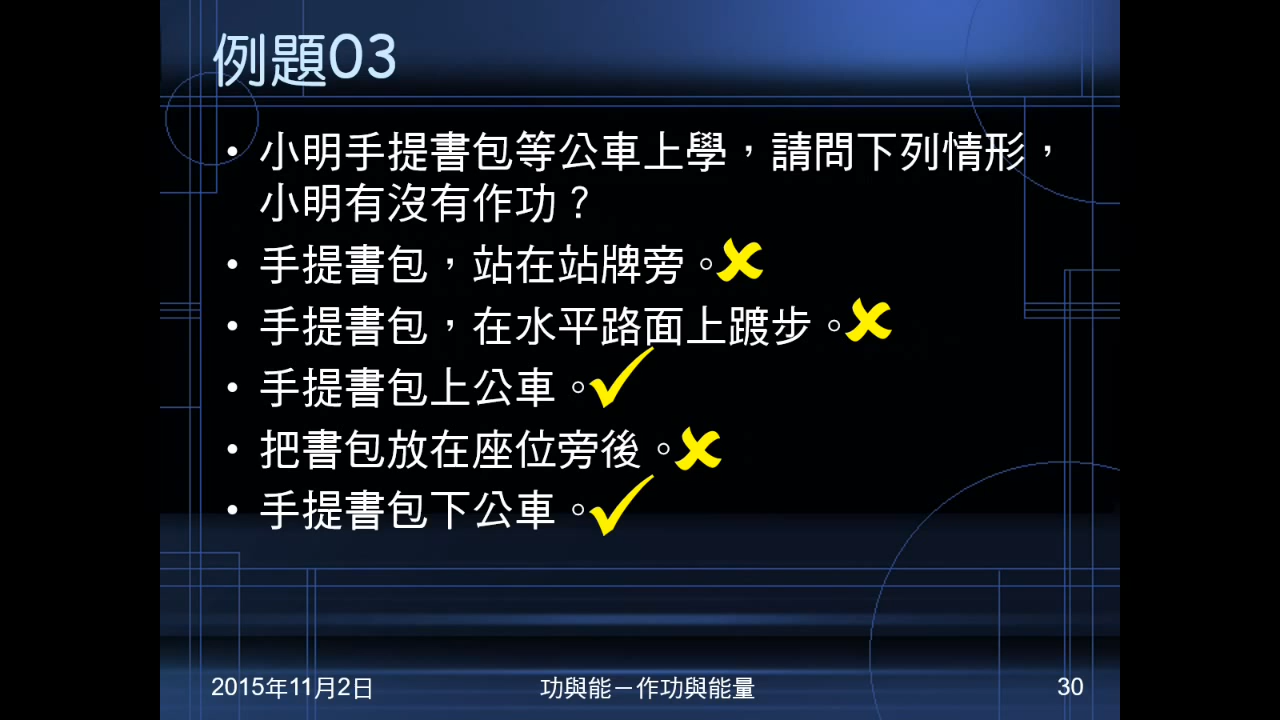 例題03
• 小明手提書包等公車上學，請問下列情形，
小明有沒有作功？
• 手提書包，站在站牌旁。✘
• 手提書包，在水平路面上踱步。✘
• 手提書包上公車。✓
• 把書包放在座位旁後。✘
• 手提書包下公車。✓
2015年11月2日
功與能－作功與能量
30